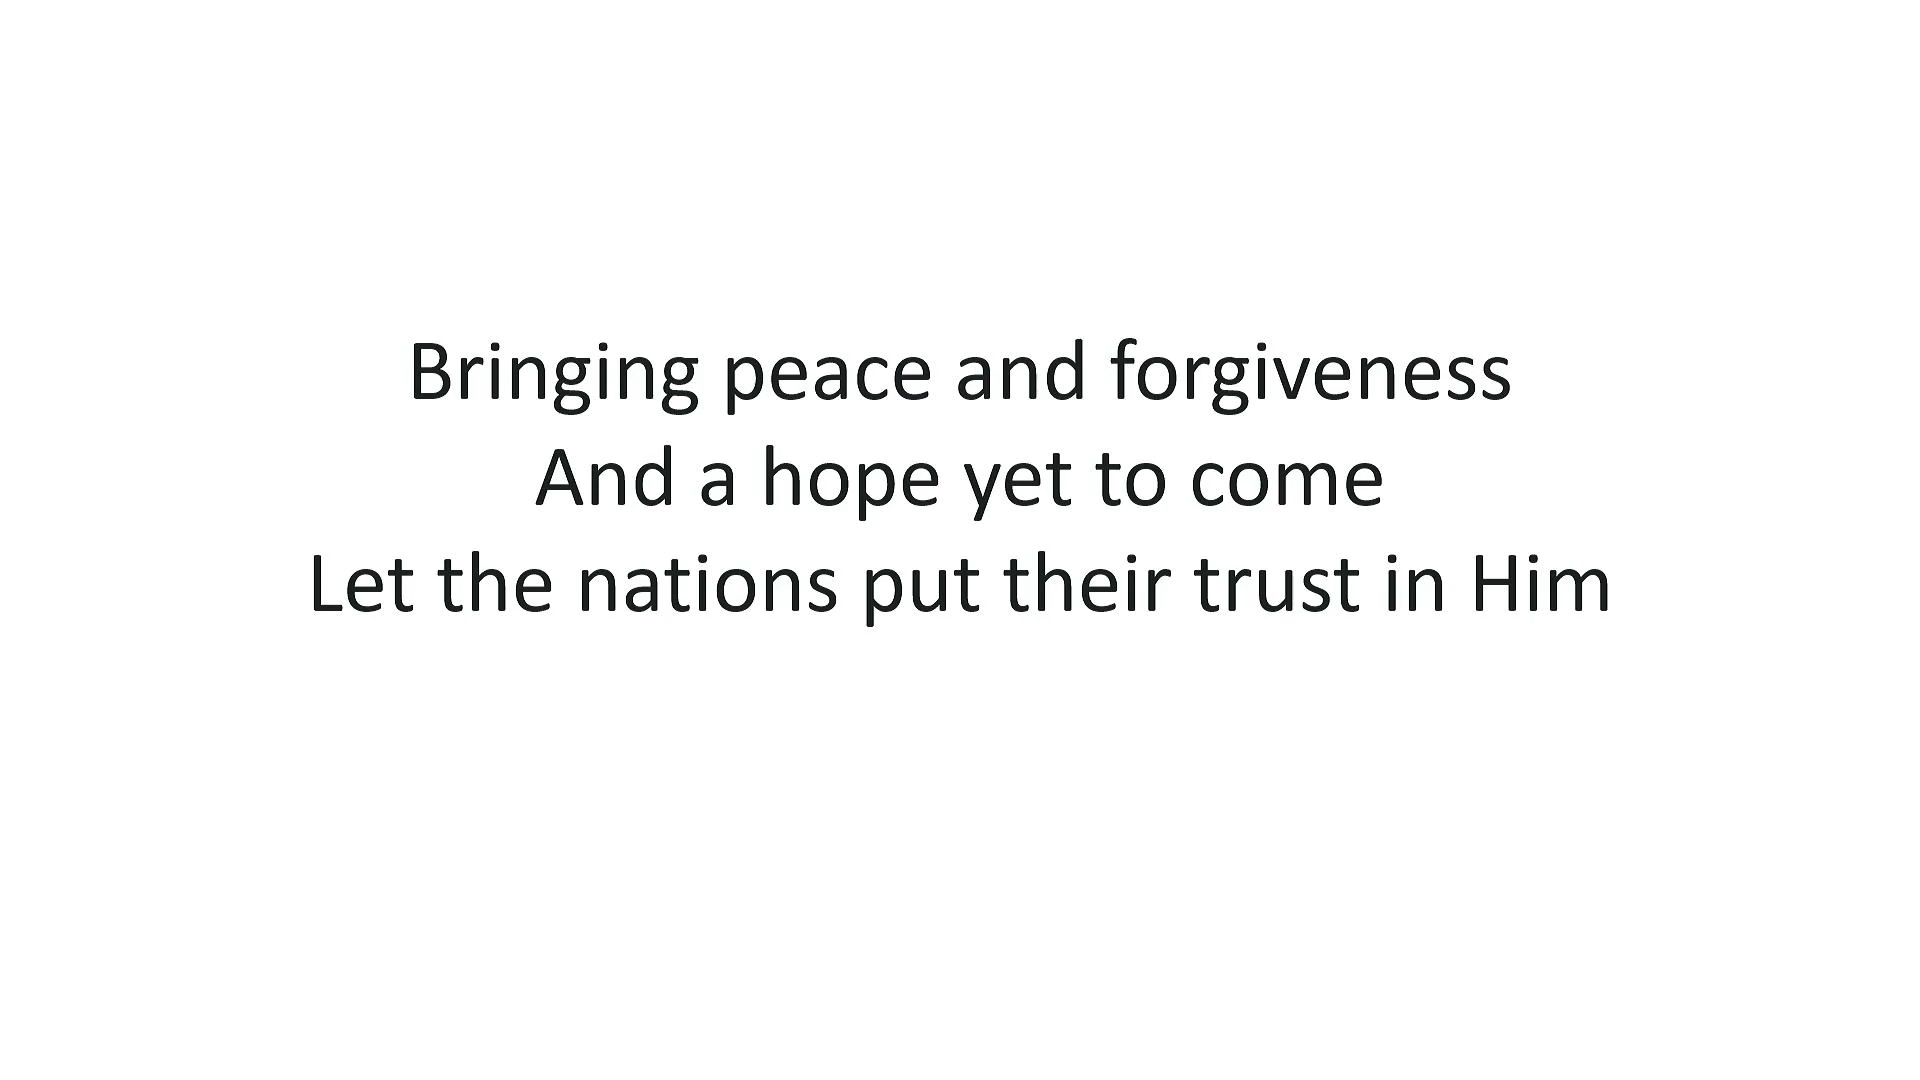 Bringing peace and forgiveness
And a hope yet to come
Let the nations put their trust in Him